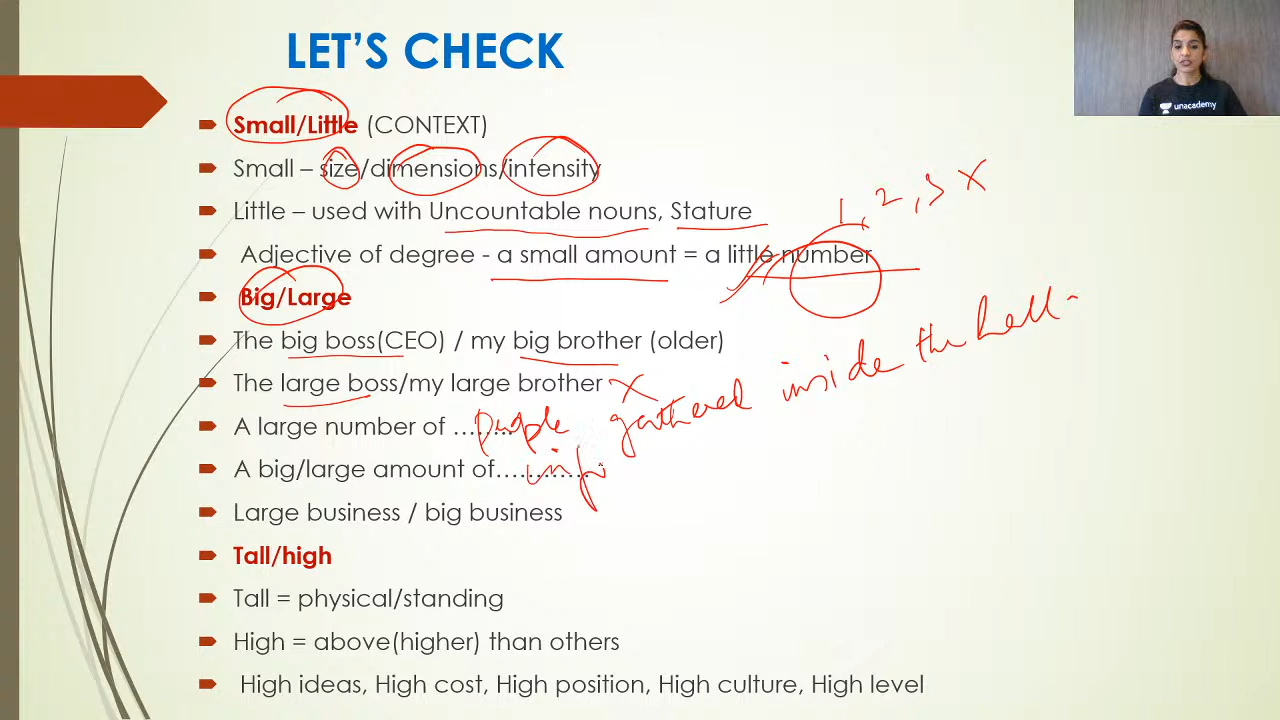 LET'S CHECK
unacademy
Small/Little (CONTEXT)
Small – size/dimensions/intensity
1, 2, 3 X
Little – used with Uncountable nouns, Stature
Adjective of degree - a small amount = a little number
Big/Large
The big boss(CEO) / my big brother (older)
The large boss/my large brother X
A large number of ........ people gathered inside the hall.
A big/large amount of............. info
Large business / big business
Tall/high
Tall = physical/standing
High = above(higher) than others
High ideas, High cost, High position, High culture, High level